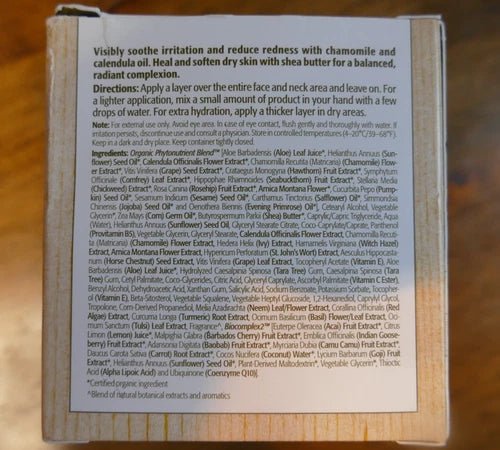 Visibly soothe irritation and reduce redness with chamomile and
calendula oil. Heal and soften dry skin with shea butter for a balanced,
radiant complexion.
Directions: Apply a layer over the entire face and neck area and leave on. For
a lighter application, mix a small amount of product in your hand with a few
drops of water. For extra hydration, apply a thicker layer in dry areas.
Note: For external use only. Avoid eye area. In case of eye contact, flush gently and thoroughly with water. If
irritation persists, discontinue use and consult a physician. Store in controlled temperatures (4–20°C/39–68°F).
Keep in dark and dry place. Keep container tightly closed.
Ingredients: Organic Phytonutrient Blend™ [Aloe Barbadensis (Aloe) Leaf Juice*, Helianthus Annuus (Sun-
flower) Seed Oil*, Calendula Officinalis Flower Extract*, Chamomilla Recutita (Matricaria) (Chamomile) Flow-
er Extract*, Vitis Vinifera (Grape) Seed Extract*, Crataegus Monogyna (Hawthorn) Fruit Extract*, Symphytum
Officinale (Comfrey) Leaf Extract*, Hippophae Rhamnoides (Seabuckthorn) Fruit Extract*, Stellaria Media
(Chickweed) Extract*, Rosa Canina (Rosehip) Fruit Extract*, Arnica Montana Flower*, Cucurbita Pepo (Pump-
kin) Seed Oil*, Sesamum Indicum (Sesame) Seed Oil*, Carthamus Tinctorius (Safflower) Oil*, Simmondsia
Chinensis (Jojoba) Seed Oil* and Oenothera Biennis (Evening Primrose) Oil*], Cetearyl Alcohol, Vegetable
Glycerin*, Zea Mays (Corn) Germ Oil*, Butyrospermum Parkii (Shea) Butter*, Caprylic/Capric Triglyceride, Aqua
(Water), Helianthus Annuus (Sunflower) Seed Oil, Glyceryl Stearate Citrate, Coco-Caprylate/Caprate, Panthenol
(Provitamin B5), Vegetable Glycerin, Glyceryl Stearate, Calendula Officinalis Flower Extract, Chamomilla Recuti-
ta (Matricaria) (Chamomile) Flower Extract, Hedera Helix (Ivy) Extract, Hamamelis Virginiana (Witch Hazel)
Extract, Arnica Montana Flower Extract, Hypericum Perforatum (St. John's Wort) Extract, Aesculus Hippocasta-
num (Horse Chestnut) Seed Extract, Vitis Vinifera (Grape) Leaf Extract, Tocopheryl Acetate (Vitamin E), Aloe
Barbadensis (Aloe) Leaf Juice*, Hydrolyzed Caesalpinia Spinosa (Tara Tree) Gum, Caesalpinia Spinosa (Tara
Tree) Gum, Cetyl Palmitate, Coco-Glycerides, Citric Acid, Glyceryl Caprylate, Ascorbyl Palmitate (Vitamin C Ester),
Benzyl Alcohol, Dehydroacetic Acid, Xanthan Gum, Salicylic Acid, Sodium Benzoate, Potassium Sorbate, Tocopher-
ol (Vitamin E), Beta-Sitosterol, Squalene, Vegetable Heptyl Glucoside, 1,2-Hexanediol, Caprylyl Glycol,
Tropolone, Corn-Derived Propanediol, Melia Azadirachta (Neem) Leaf/Flower Extract, Corallina Officinalis (Red
Algae) Extract, Curcuma Longa (Turmeric) Root Extract, Ocimum Basilicum (Basil) Flower/Leaf Extract, Oci-
mum Sanctum (Tulsi) Leaf Extract, Fragrance^, Biocomplex2™ [Euterpe Oleracea (Acai) Fruit Extract*, Citrus
Limon (Lemon) Juice*, Malpighia Glabra (Barbados Cherry) Fruit Extract*, Emblica Officinalis (Indian Goose-
berry) Fruit Extract*, Adansonia Digitata (Baobab) Fruit Extract*, Myrciaria Dubia (Camu Camu) Fruit Extract*,
Daucus Carota Sativa (Carrot) Root Extract*, Cocos Nucifera (Coconut) Water*, Lycium Barbarum (Goji) Fruit
Extract*, Helianthus Annuus (Sunflower) Seed Oil*, Plant-Derived Maltodextrin*, Vegetable Glycerin*, Thioctic
Acid (Alpha Lipoic Acid) and Ubiquinone (Coenzyme Q10)].
*Certified organic ingredient
^Blend of natural botanical extracts and aromatics